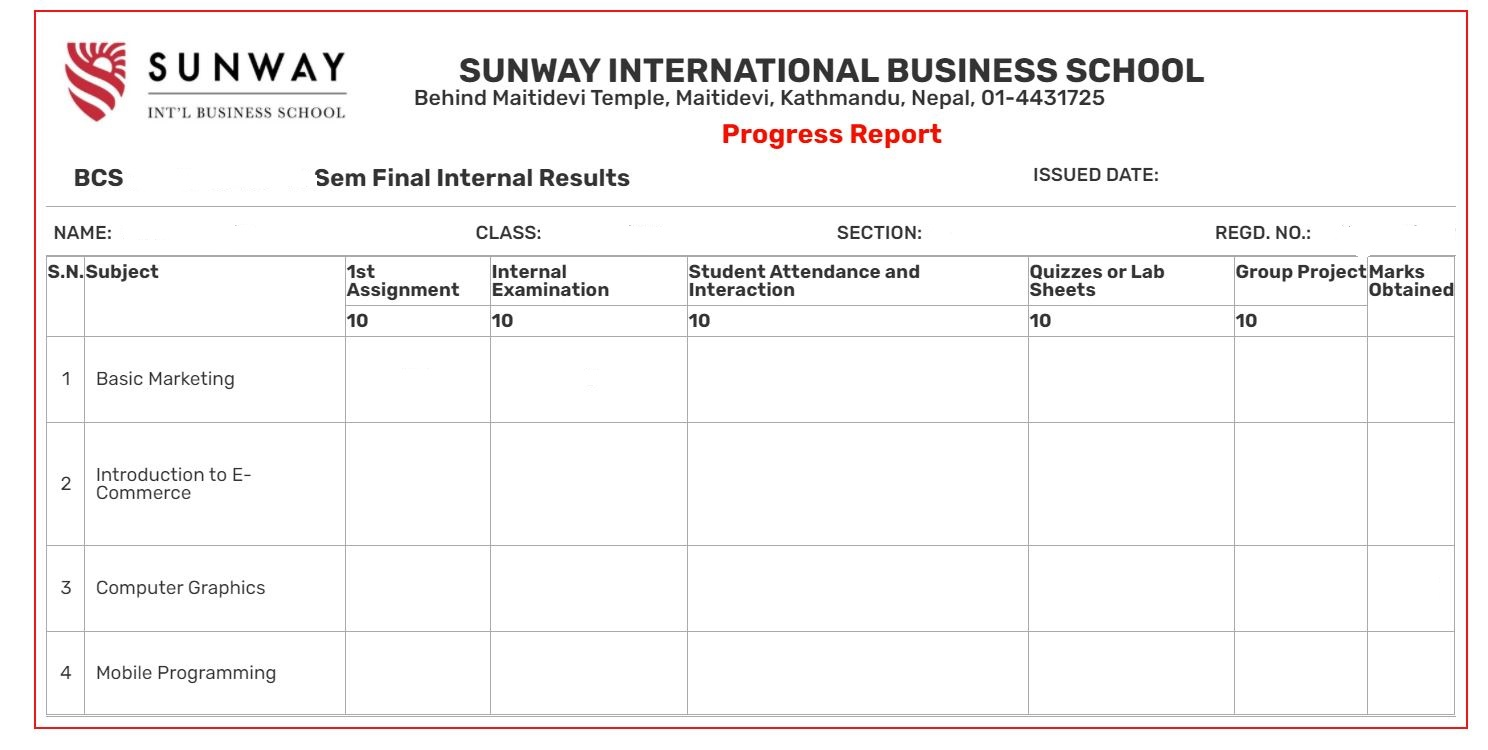 SUNWAY
INT'L BUSINESS SCHOOL
SUNWAY INTERNATIONAL BUSINESS SCHOOL
Behind Maitidevi Temple, Maitidevi, Kathmandu, Nepal, 01-4431725
Progress Report
BCS Sem Final Internal Results ISSUED DATE:
NAME: CLASS: SECTION: REGD. NO.:
S.N. Subject 1st Assignment Internal Examination Student Attendance and Interaction Quizzes or Lab Sheets Group Project Marks Obtained
10 10 10 10 10
1 Basic Marketing
2 Introduction to E-
Commerce
3 Computer Graphics
4 Mobile Programming